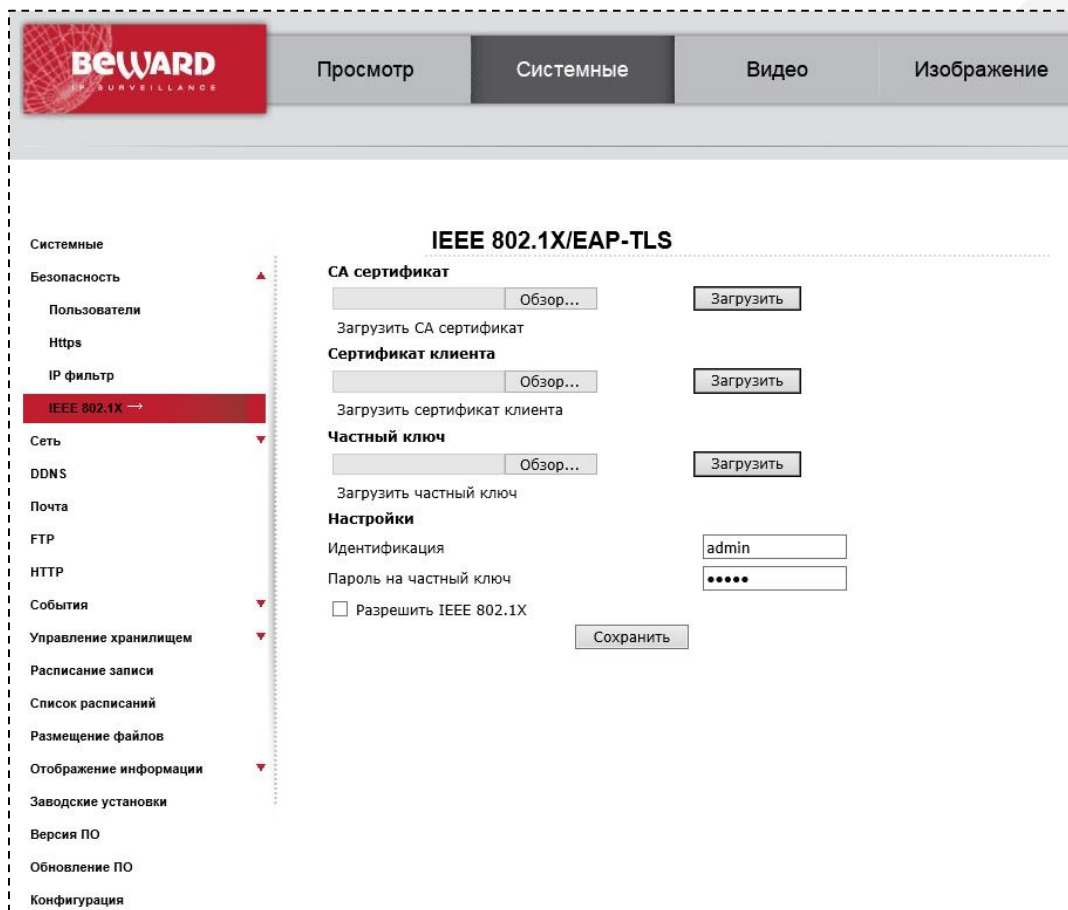 BEWARD
IP SURVEILLANCE
Просмотр
Системные
Видео
Изображение
Системные
Безопасность
Пользователи
Https
IP фильтр
IEEE 802.1X →
Сеть
DDNS
Почта
FTP
HTTP
События
Управление хранилищем
Расписание записи
Список расписаний
Размещение файлов
Отображение информации
Заводские установки
Версия ПО
Обновление ПО
Конфигурация
IEEE 802.1X/EAP-TLS
CA сертификат
Обзор... Загрузить
Загрузить CA сертификат
Сертификат клиента
Обзор... Загрузить
Загрузить сертификат клиента
Частный ключ
Обзор... Загрузить
Загрузить частный ключ
Настройки
Идентификация admin
Пароль на частный ключ •••••
Разрешить IEEE 802.1X
Сохранить